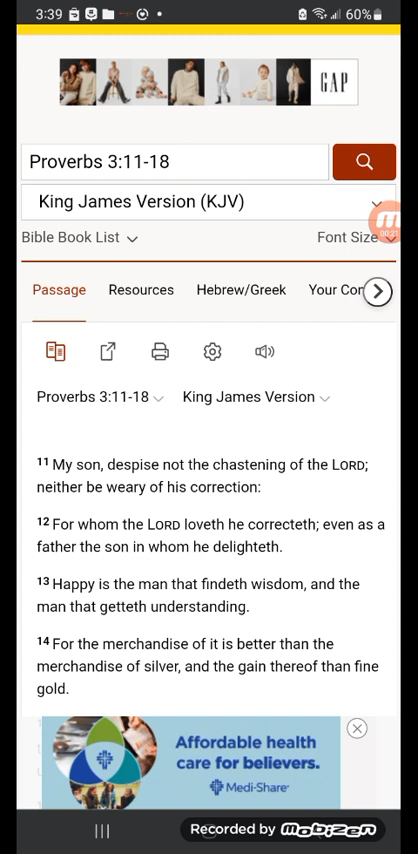 3:39 60%
GAP
Proverbs 3:11-18
King James Version (KJV)
00:21
Bible Book List Font Size
Passage Resources Hebrew/Greek Your Con
Proverbs 3:11-18 King James Version
11 My son, despise not the chastening of the LORD;
neither be weary of his correction:
12 For whom the LORD loveth he correcteth; even as a
father the son in whom he delighteth.
13 Happy is the man that findeth wisdom, and the
man that getteth understanding.
14 For the merchandise of it is better than the
merchandise of silver, and the gain thereof than fine
gold.
Affordable health
care for believers.
Medi-Share
Recorded by mobizen